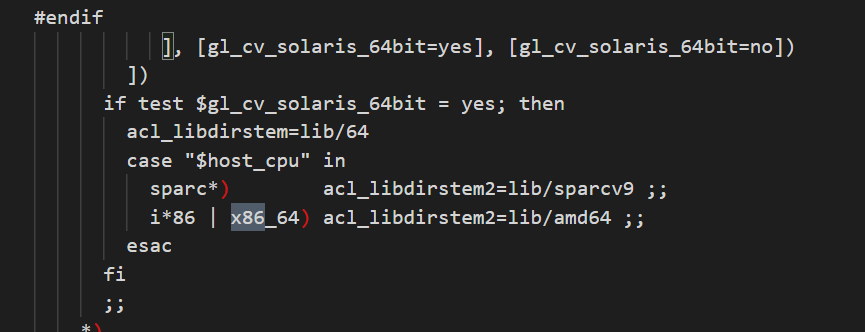 #endif
], [gl_cv_solaris_64bit=yes], [gl_cv_solaris_64bit=no])
])
if test $gl_cv_solaris_64bit = yes; then
acl_libdirstem=lib/64
case "$host_cpu" in
sparc*) acl_libdirstem2=lib/sparcv9 ;;
i*86 | x86_64) acl_libdirstem2=lib/amd64 ;;
esac
fi
;;
*)